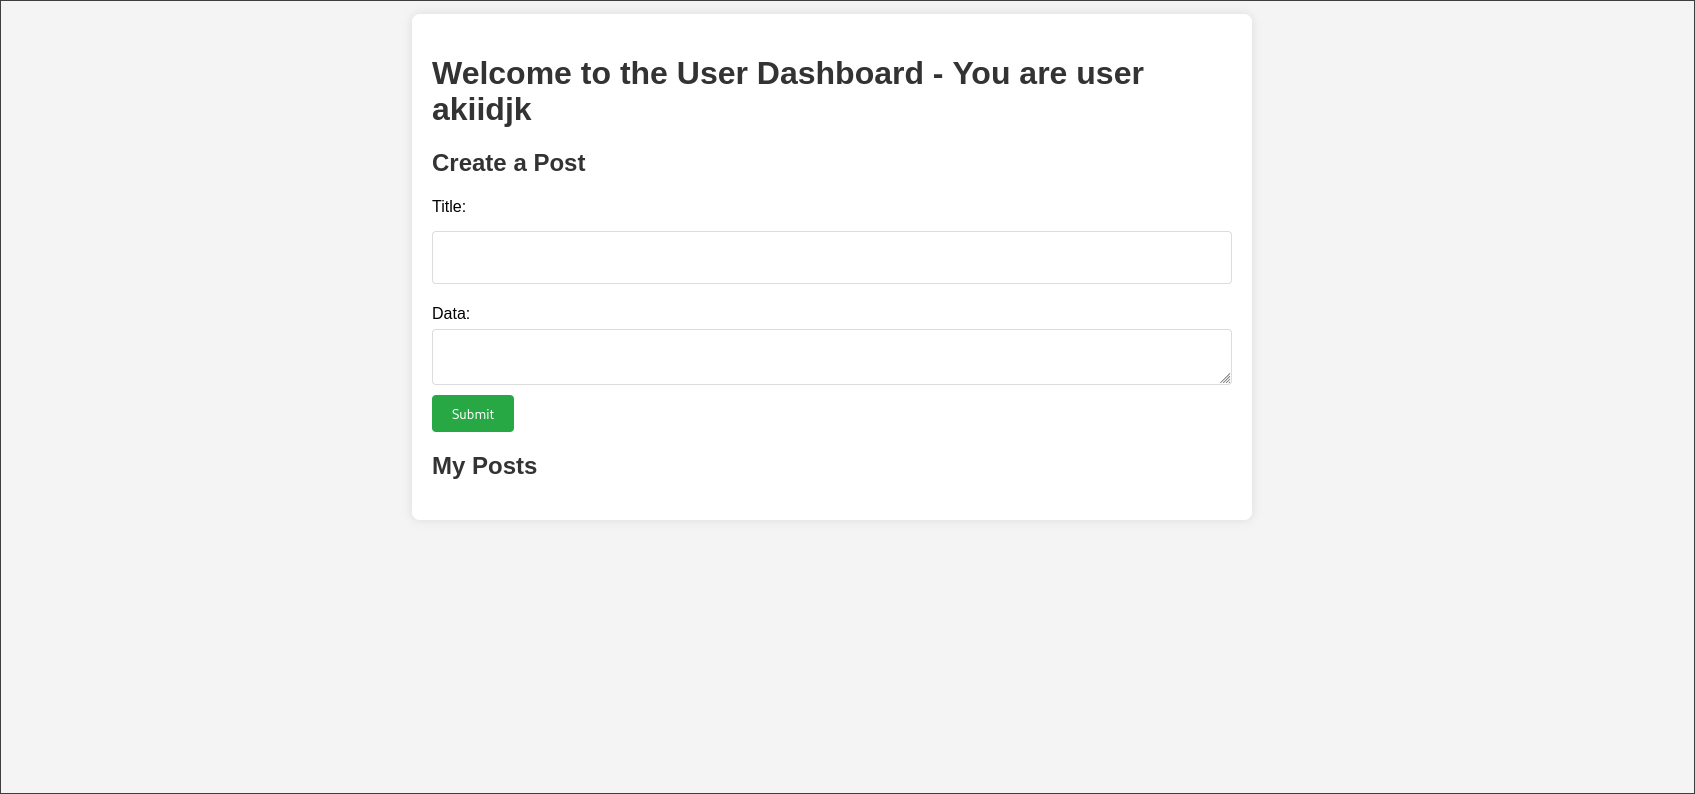 Welcome to the User Dashboard - You are user
akiidjk
Create a Post
Title:
Data:
Submit
My Posts